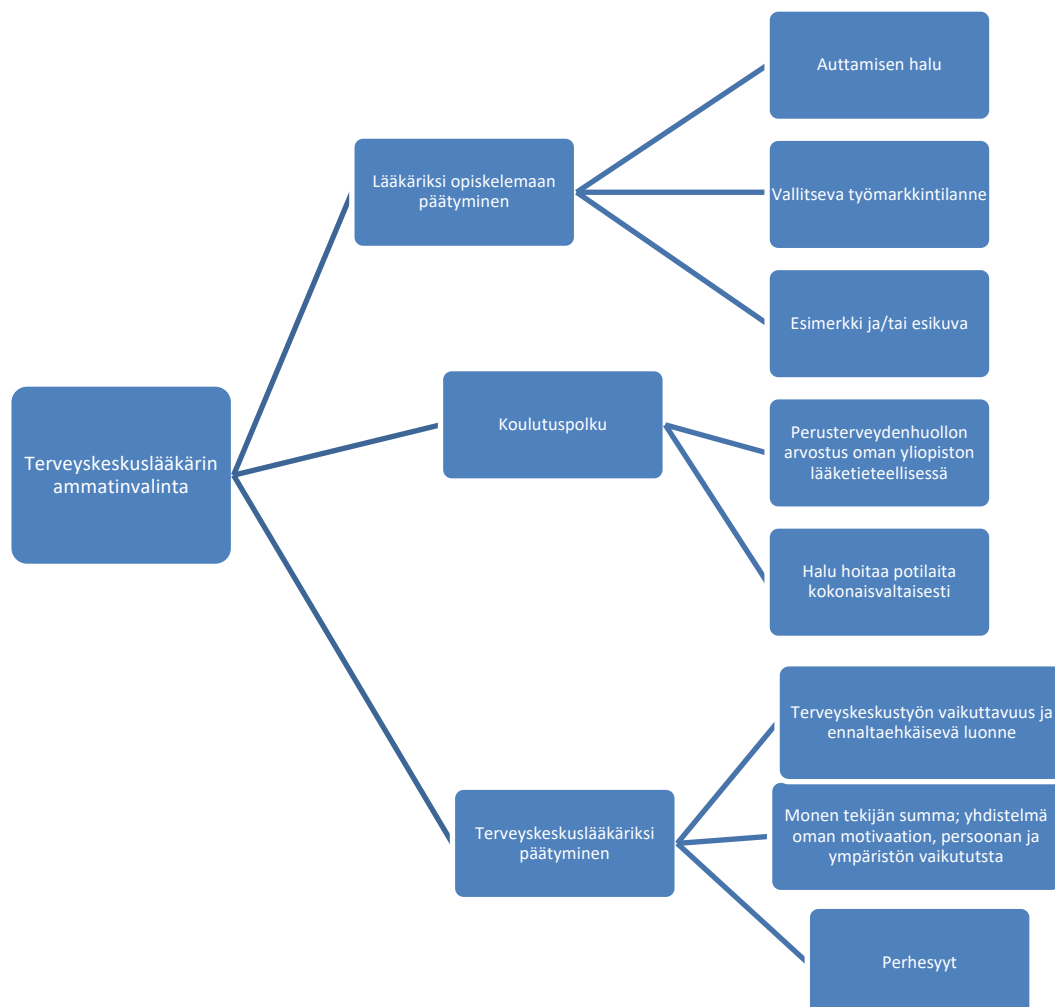 Terveyskeskuslääkärin
ammatinvalinta
Lääkäriksi opiskelemaan
päätyminen
Auttamisen halu
Vallitseva työmarkkintilanne
Esimerkki ja/tai esikuva
Koulutuspolku
Perusterveydenhuollon
arvostus oman yliopiston
lääketieteellisessä
Halu hoitaa potilaita
kokonaisvaltaisesti
Terveyskeskuslääkäriksi
päätyminen
Terveyskeskustyön vaikuttavuus ja
ennaltaehkäisevä luonne
Monen tekijän summa; yhdistelmä
oman motivaation, persoonan ja
ympäristön vaikututsta
Perhesyyt